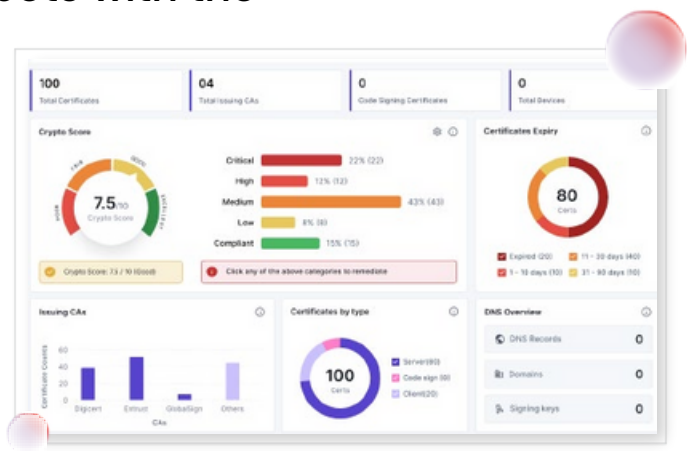 100
Total Certificates
04
Total Issuing CAs
0
Code Signing Certificates
0
Total Devices
Crypto Score
POOR
FAIR
GOOD
EXCELLENT
7.5/10
Crypto Score
Critical 22% (22)
High 12% (12)
Medium 43% (43)
Low 8% (8)
Compliant 15% (15)
Crypto Score: 7.5 / 10 (Good)
Click any of the above categories to remediate
Certificates Expiry
80
Certs
Expired (20)
11 - 30 days (40)
1 - 10 days (10)
31 - 90 days (10)
Issuing CAs
Certificate Counts
60
40
20
0
Digicert Entrust GlobalSign Others
CAs
Certificates by type
100
Certs
Server(80)
Code sign (0)
Client(20)
DNS Overview
DNS Records 0
Domains 0
Signing keys 0